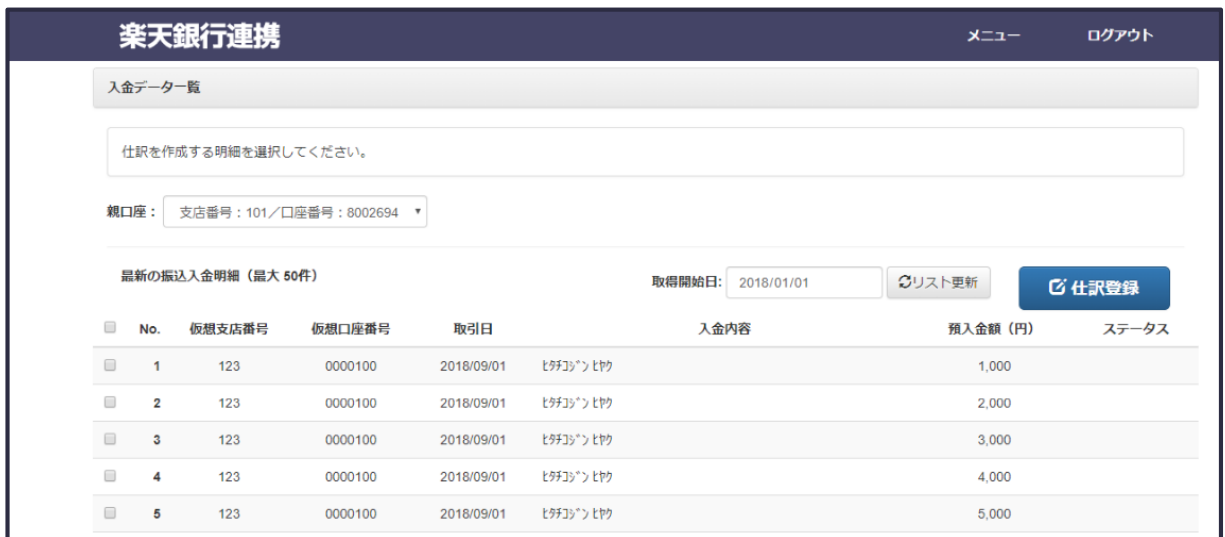 楽天銀行連携 メニュー ログアウト
入金データ一覧
仕訳を作成する明細を選択してください。
親口座： 支店番号：101／口座番号：8002694
最新の振込入金明細（最大 50件） 取得開始日: 2018/01/01 リスト更新 仕訳登録
No. 仮想支店番号 仮想口座番号 取引日 入金内容 預入金額（円） ステータス
1 123 0000100 2018/09/01 ﾋﾀﾁｺｼﾞﾝ ﾋﾔｸ 1,000
2 123 0000100 2018/09/01 ﾋﾀﾁｺｼﾞﾝ ﾋﾔｸ 2,000
3 123 0000100 2018/09/01 ﾋﾀﾁｺｼﾞﾝ ﾋﾔｸ 3,000
4 123 0000100 2018/09/01 ﾋﾀﾁｺｼﾞﾝ ﾋﾔｸ 4,000
5 123 0000100 2018/09/01 ﾋﾀﾁｺｼﾞﾝ ﾋﾔｸ 5,000